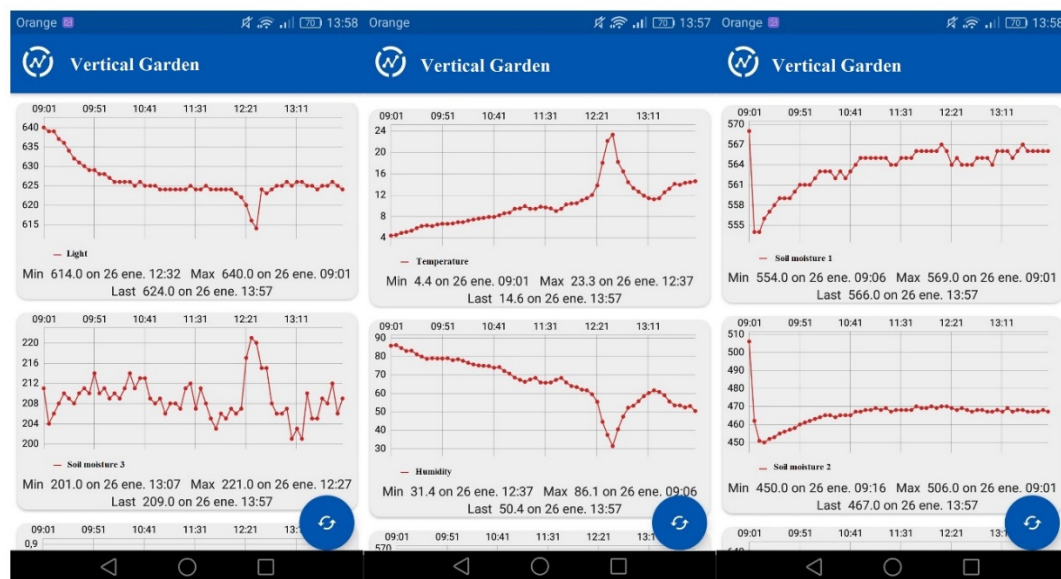 Orange 70 13:58
Vertical Garden
09:01 09:51 10:41 11:31 12:21 13:11
640
635
630
625
620
615
Light
Min 614.0 on 26 ene. 12:32 Max 640.0 on 26 ene. 09:01
Last 624.0 on 26 ene. 13:57
09:01 09:51 10:41 11:31 12:21 13:11
220
216
212
208
204
200
Soil moisture 3
Min 201.0 on 26 ene. 13:07 Max 221.0 on 26 ene. 12:27
Last 209.0 on 26 ene. 13:57
09:01 09:51 10:41 11:31 12:21
0,9
Orange 70 13:57
Vertical Garden
09:01 09:51 10:41 11:31 12:21 13:11
24
20
16
12
8
4
Temperature
Min 4.4 on 26 ene. 09:01 Max 23.3 on 26 ene. 12:37
Last 14.6 on 26 ene. 13:57
09:01 09:51 10:41 11:31 12:21 13:11
90
80
70
60
50
40
30
Humidity
Min 31.4 on 26 ene. 12:37 Max 86.1 on 26 ene. 09:06
Last 50.4 on 26 ene. 13:57
09:01 09:51 10:41 11:31 12:21
570
Orange 70 13:58
Vertical Garden
09:01 09:51 10:41 11:31 12:21 13:11
570
567
564
561
558
555
Soil moisture 1
Min 554.0 on 26 ene. 09:06 Max 569.0 on 26 ene. 09:01
Last 566.0 on 26 ene. 13:57
09:01 09:51 10:41 11:31 12:21 13:11
510
500
490
480
470
460
450
Soil moisture 2
Min 450.0 on 26 ene. 09:16 Max 506.0 on 26 ene. 09:01
Last 467.0 on 26 ene. 13:57
09:01 09:51 10:41 11:31 12:21